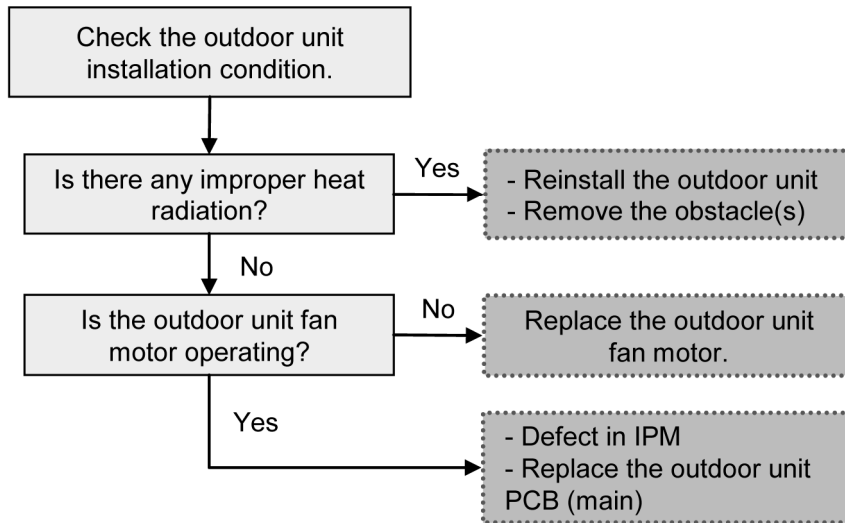 Check the outdoor unit
installation condition.
Is there any improper heat
radiation?
Yes
- Reinstall the outdoor unit
- Remove the obstacle(s)
No
Is the outdoor unit fan
motor operating?
No
Replace the outdoor unit
fan motor.
Yes
- Defect in IPM
- Replace the outdoor unit
PCB (main)